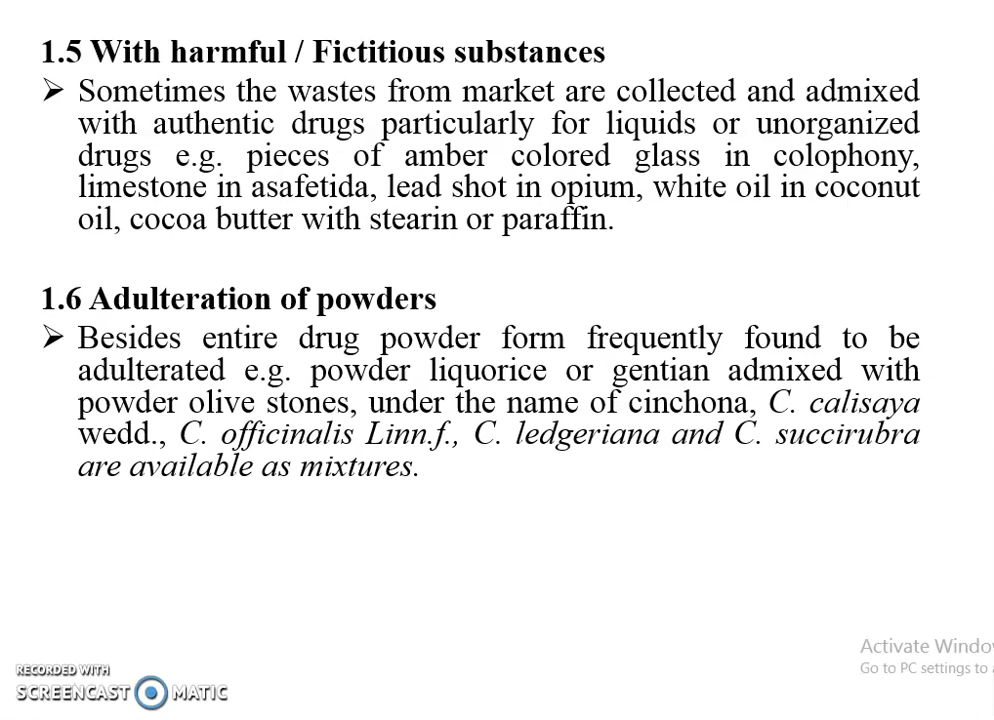 1.5 With harmful / Fictitious substances
➢ Sometimes the wastes from market are collected and admixed
with authentic drugs particularly for liquids or unorganized
drugs e.g. pieces of amber colored glass in colophony,
limestone in asafetida, lead shot in opium, white oil in coconut
oil, cocoa butter with stearin or paraffin.
1.6 Adulteration of powders
➢ Besides entire drug powder form frequently found to be
adulterated e.g. powder liquorice or gentian admixed with
powder olive stones, under the name of cinchona, C. calisaya
wedd., C. officinalis Linn.f., C. ledgeriana and C. succirubra
are available as mixtures.
Activate Windo
Go to PC settings to
RECORDED WITH
SCREENCAST MATIC